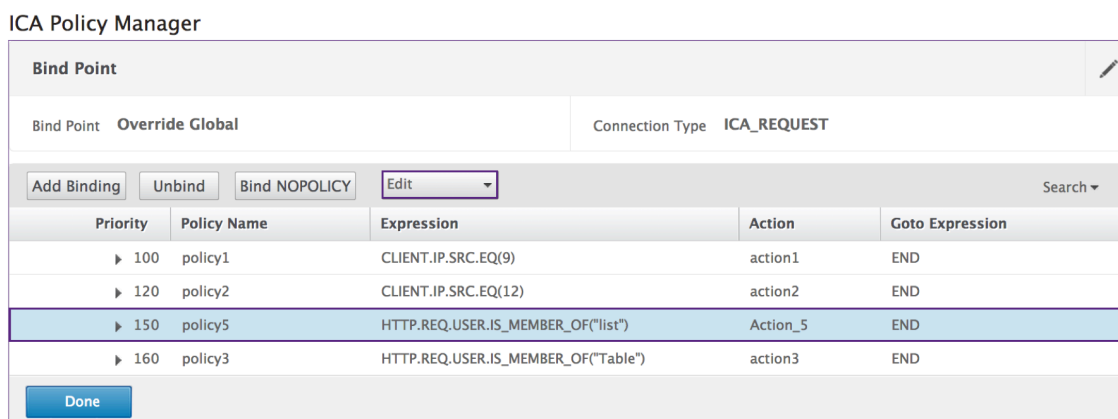 ICA Policy Manager
Bind Point
Bind Point Override Global Connection Type ICA_REQUEST
Add Binding Unbind Bind NOPOLICY Edit Search
Priority Policy Name Expression Action Goto Expression
100 policy1 CLIENT.IP.SRC.EQ(9) action1 END
120 policy2 CLIENT.IP.SRC.EQ(12) action2 END
150 policy5 HTTP.REQ.USER.IS_MEMBER_OF("list") Action_5 END
160 policy3 HTTP.REQ.USER.IS_MEMBER_OF("Table") action3 END
Done